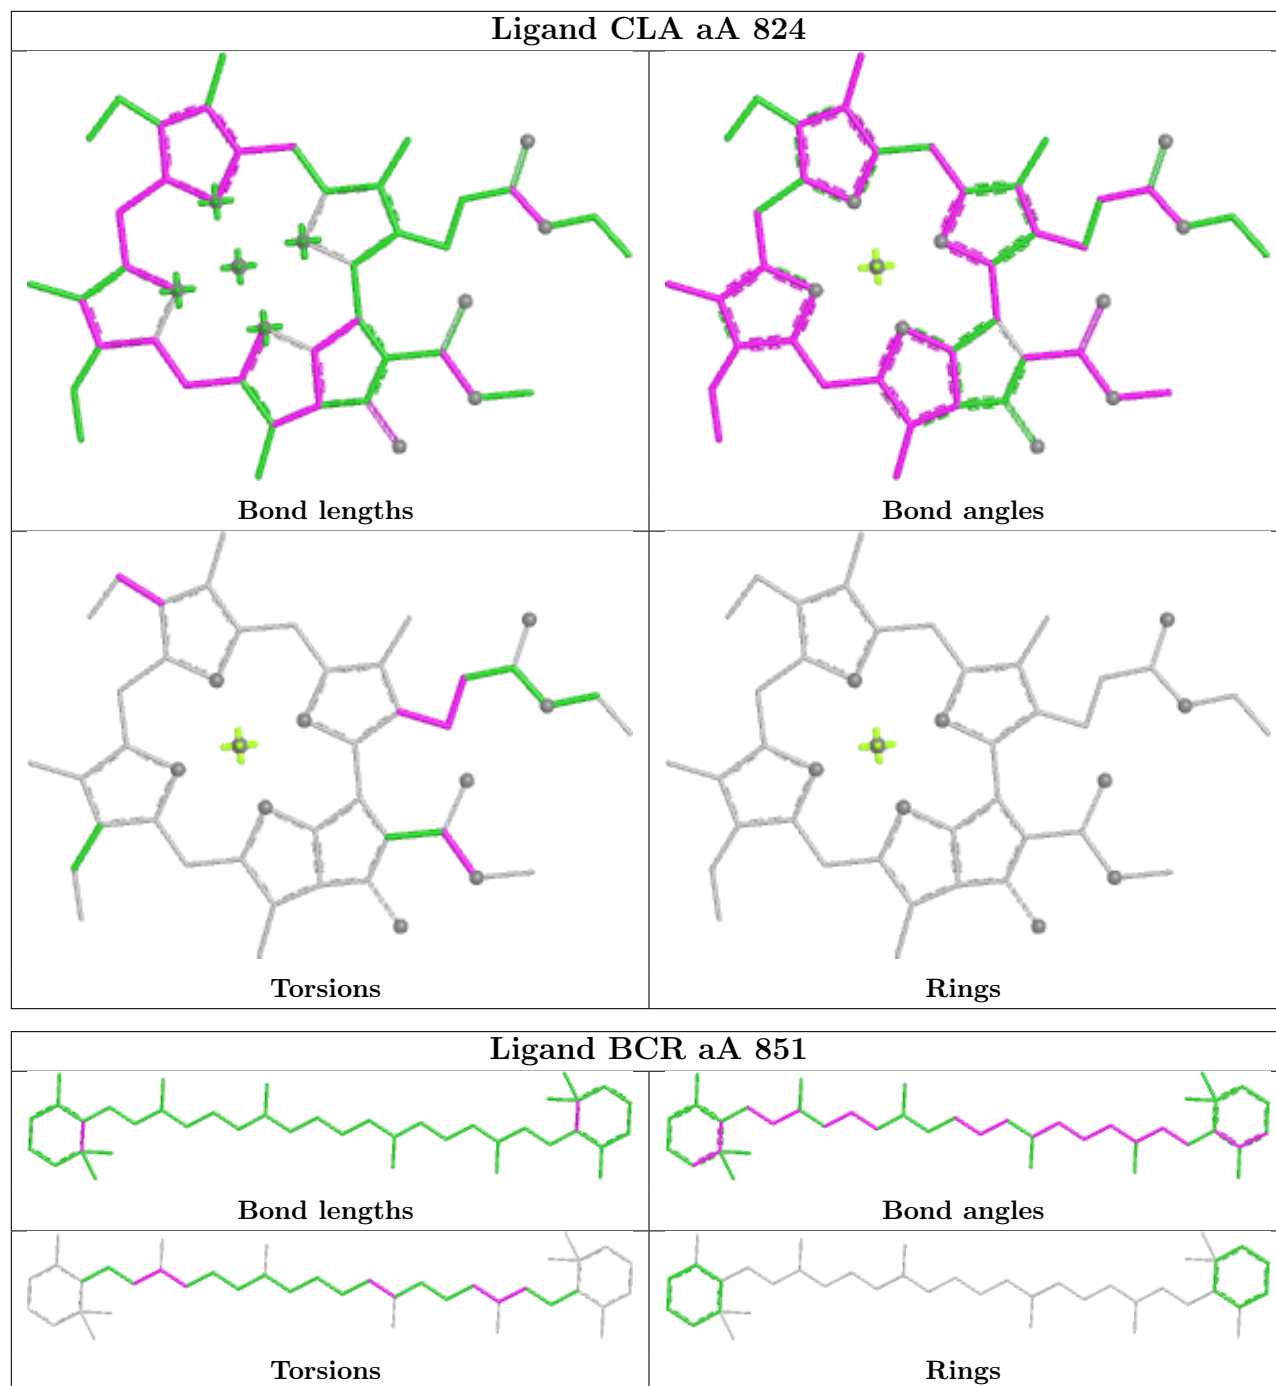 Ligand CLA aA 824
Bond lengths
Bond angles
Torsions
Rings
Ligand BCR aA 851
Bond lengths
Bond angles
Torsions
Rings